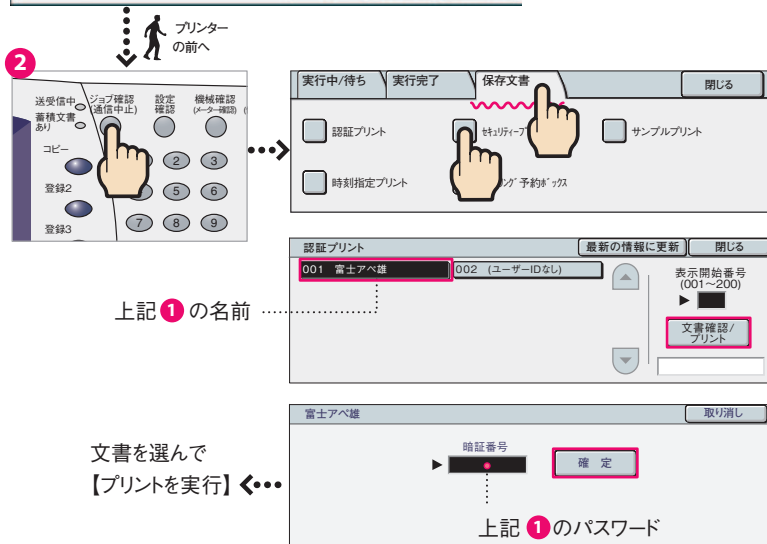 プリンター
の前へ
2
送受信中
蓄積文書
あり
ジョブ確認
(通信中止)
設定
確認
機械確認
(メーター確認)
コピー
登録2
登録3
2
3
5
6
7
8
9
実行中/待ち
実行完了
保存文書
閉じる
認証プリント
セキュリティープ
サンプルプリント
時刻指定プリント
ング予約ボックス
認証プリント
最新の情報に更新
閉じる
001 富士アペ雄
002 (ユーザーIDなし)
表示開始番号
(001~200)
文書確認/
プリント
上記 1 の名前
富士アペ雄
取り消し
暗証番号
確 定
文書を選んで
【プリントを実行】
上記 1 のパスワード